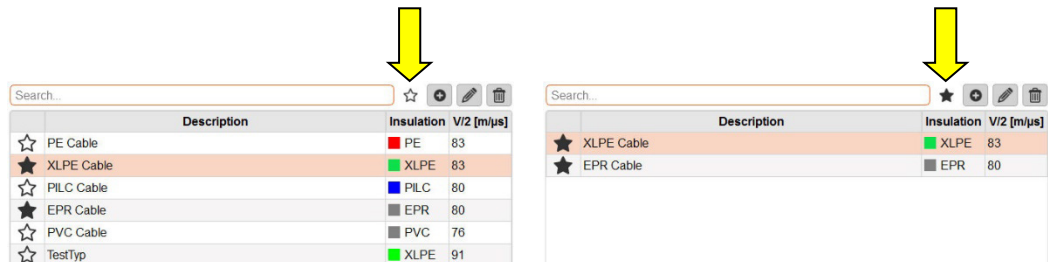 Search...
Description Insulation V/2 [m/µs]
PE Cable PE 83
XLPE Cable XLPE 83
PILC Cable PILC 80
EPR Cable EPR 80
PVC Cable PVC 76
TestTyp XLPE 91
Search...
Description Insulation V/2 [m/µs]
XLPE Cable XLPE 83
EPR Cable EPR 80